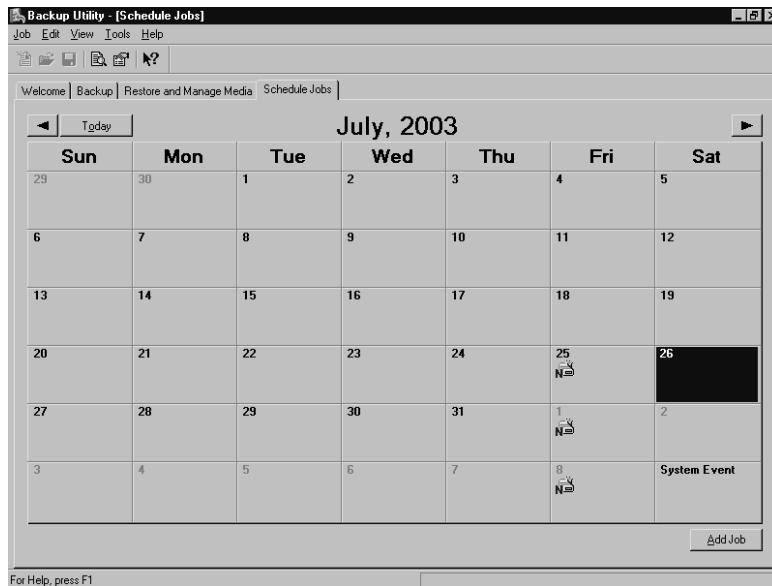 Backup Utility - [Schedule Jobs]
Job Edit View Tools Help
Welcome Backup Restore and Manage Media Schedule Jobs
Today July, 2003
Sun Mon Tue Wed Thu Fri Sat
29 30 1 2 3 4 5
6 7 8 9 10 11 12
13 14 15 16 17 18 19
20 21 22 23 24 25 26
N
27 28 29 30 31 1 2
N
3 4 5 6 7 8 System Event
N
Add Job
For Help, press F1